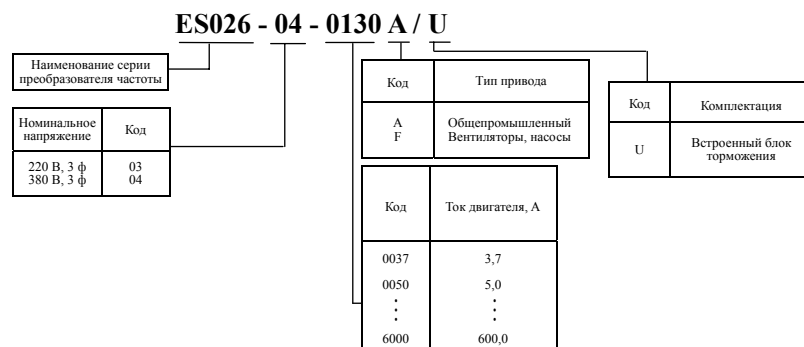 ES026 - 04 - 0130 A / U
Наименование серии
преобразователя частоты
Номинальное
напряжение
Код
220 В, 3 ф
03
380 В, 3 ф
04
Код
Тип привода
A
Общепромышленный
F
Вентиляторы, насосы
Код
Ток двигателя, А
0037
3,7
0050
5,0
6000
600,0
Код
Комплектация
U
Встроенный блок
торможения